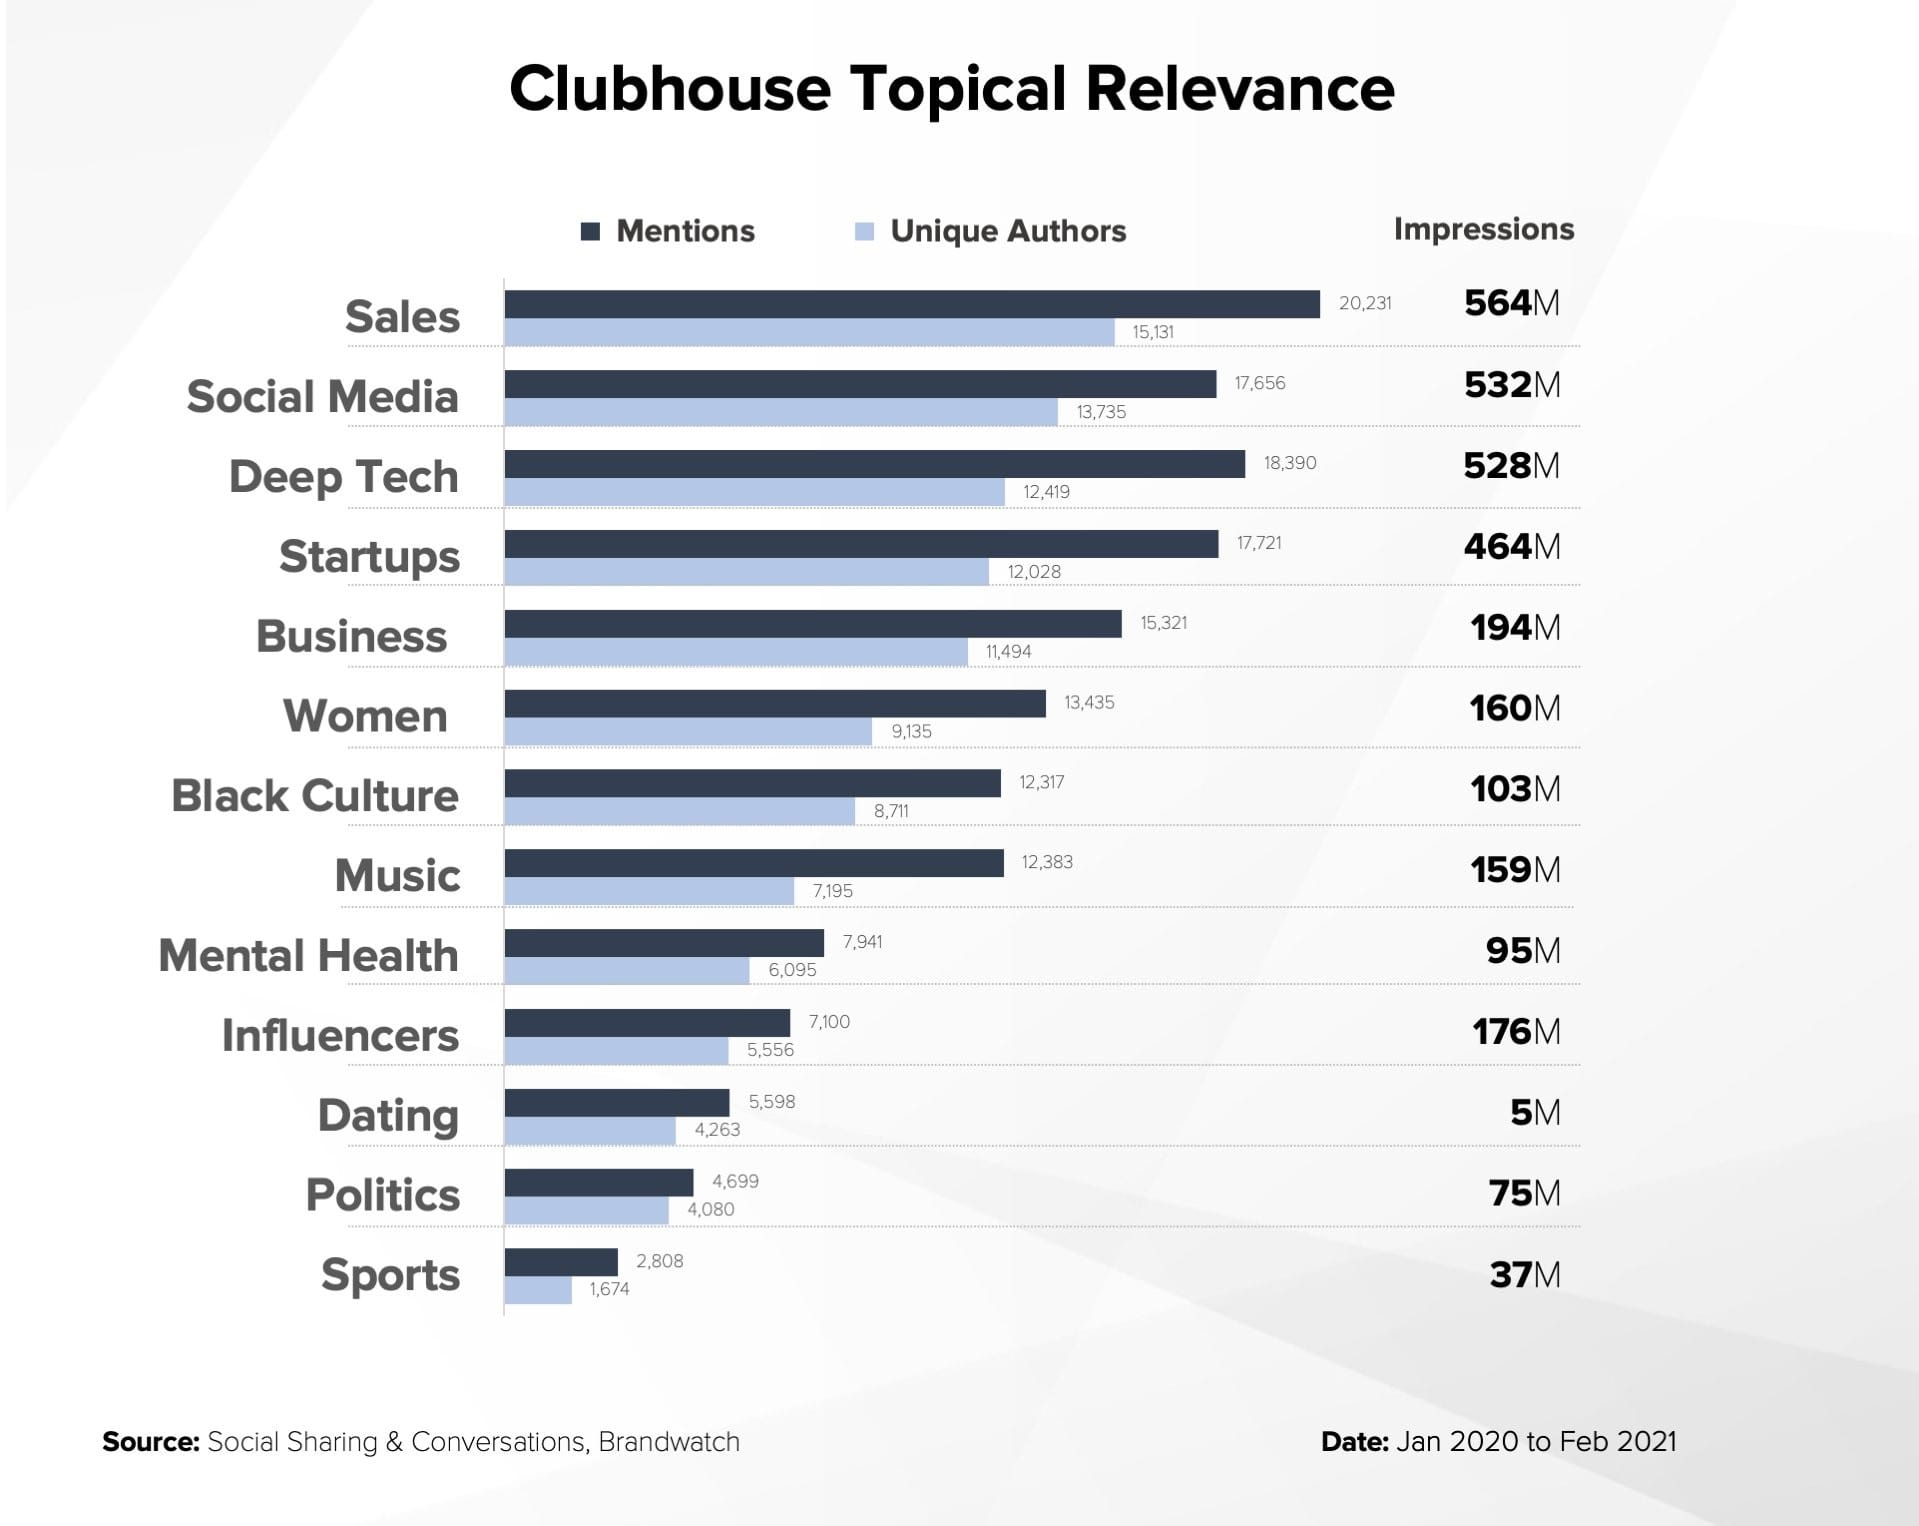 Clubhouse Topical Relevance
Mentions Unique Authors Impressions
Sales 20,231 564M
15,131
Social Media 17,656 532M
13,735
Deep Tech 18,390 528M
12,419
Startups 17,721 464M
12,028
Business 15,321 194M
11,494
Women 13,435 160M
9,135
Black Culture 12,317 103M
8,711
Music 12,383 159M
7,195
Mental Health 7,941 95M
6,095
Influencers 7,100 176M
5,556
Dating 5,598 5M
4,263
Politics 4,699 75M
4,080
Sports 2,808 37M
1,674
Source: Social Sharing & Conversations, Brandwatch Date: Jan 2020 to Feb 2021